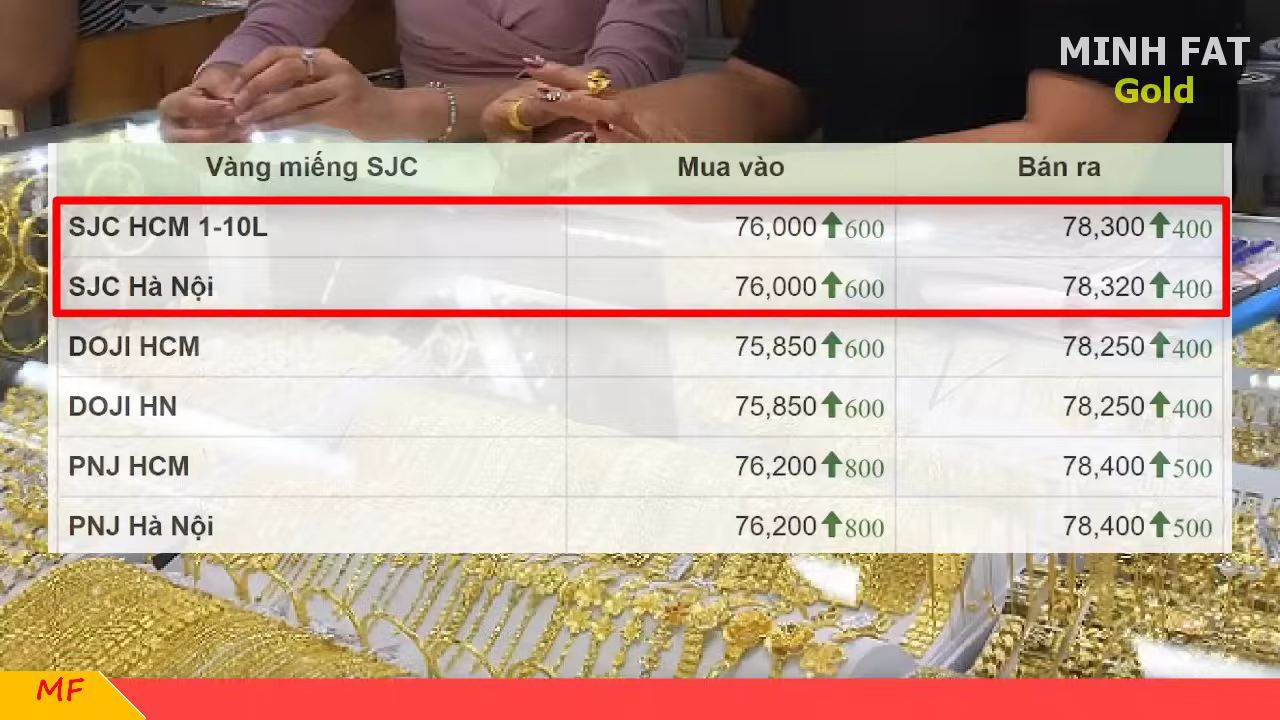 MINH FAT
Gold
Vàng miếng SJC Mua vào Bán ra
SJC HCM 1-10L 76,000 600 78,300 400
SJC Hà Nội 76,000 600 78,320 400
DOJI HCM 75,850 600 78,250 400
DOJI HN 75,850 600 78,250 400
PNJ HCM 76,200 800 78,400 500
PNJ Hà Nội 76,200 800 78,400 500
MF